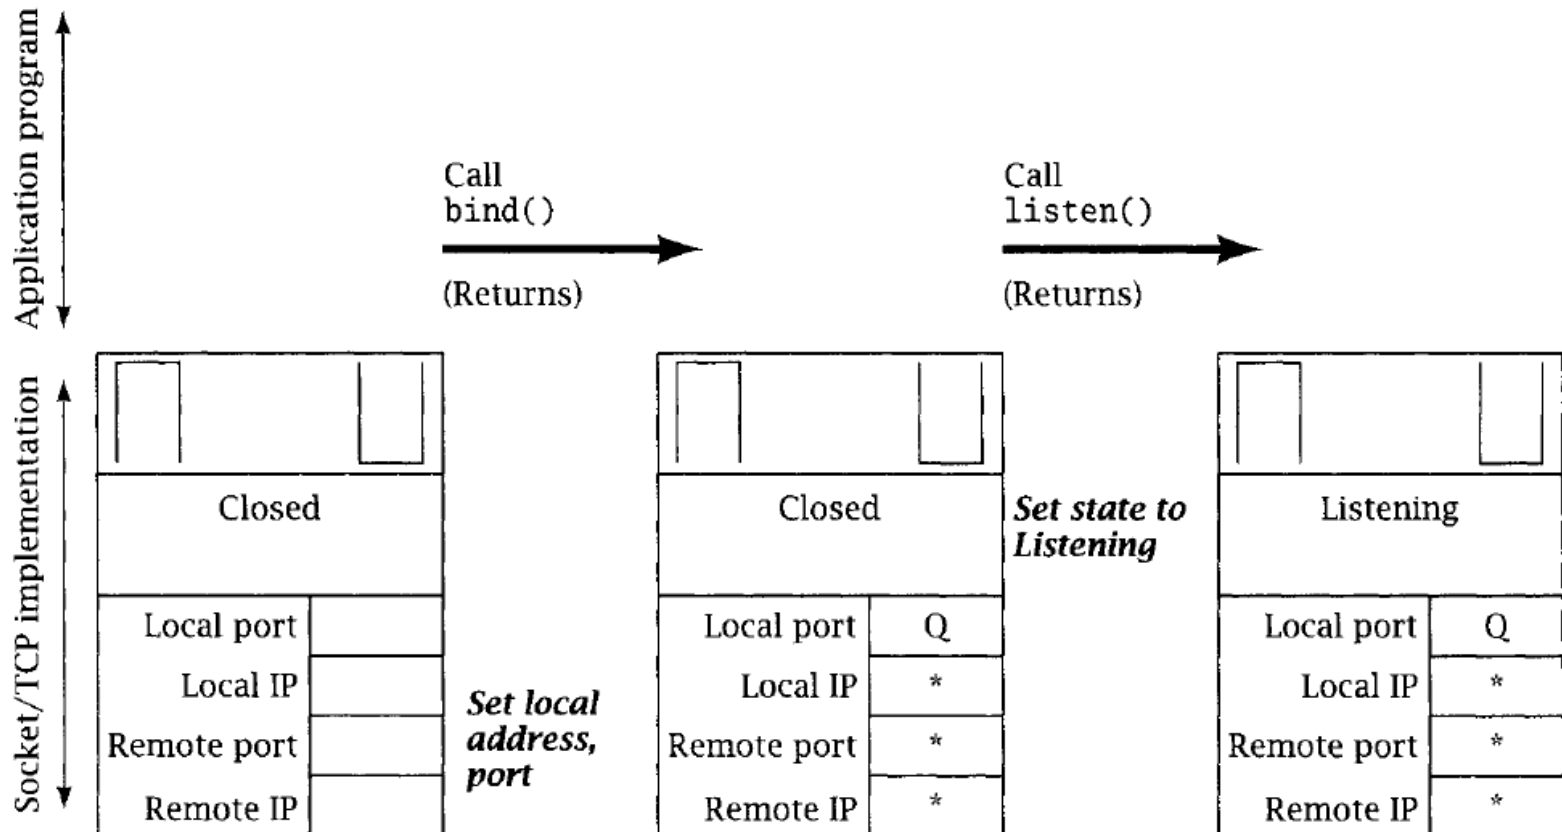 Application program
Call
bind()
(Returns)
Call
listen()
(Returns)
Socket/TCP implementation
Closed
Local port
Local IP
Remote port
Remote IP
Set local
address,
port
Closed
Local port Q
Local IP *
Remote port *
Remote IP *
Set state to
Listening
Listening
Local port Q
Local IP *
Remote port *
Remote IP *